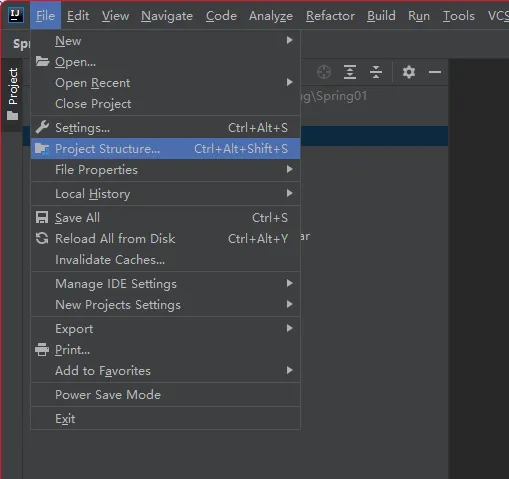 IJ File Edit View Navigate Code Analyze Refactor Build Run Tools VCS
Spr
Project
ng\Spring01
New
Open...
Open Recent
Close Project
Settings... Ctrl+Alt+S
Project Structure... Ctrl+Alt+Shift+S
File Properties
Local History
Save All Ctrl+S
Reload All from Disk Ctrl+Alt+Y
ar
Invalidate Caches...
Manage IDE Settings
New Projects Settings
Export
Print...
Add to Favorites
Power Save Mode
Exit